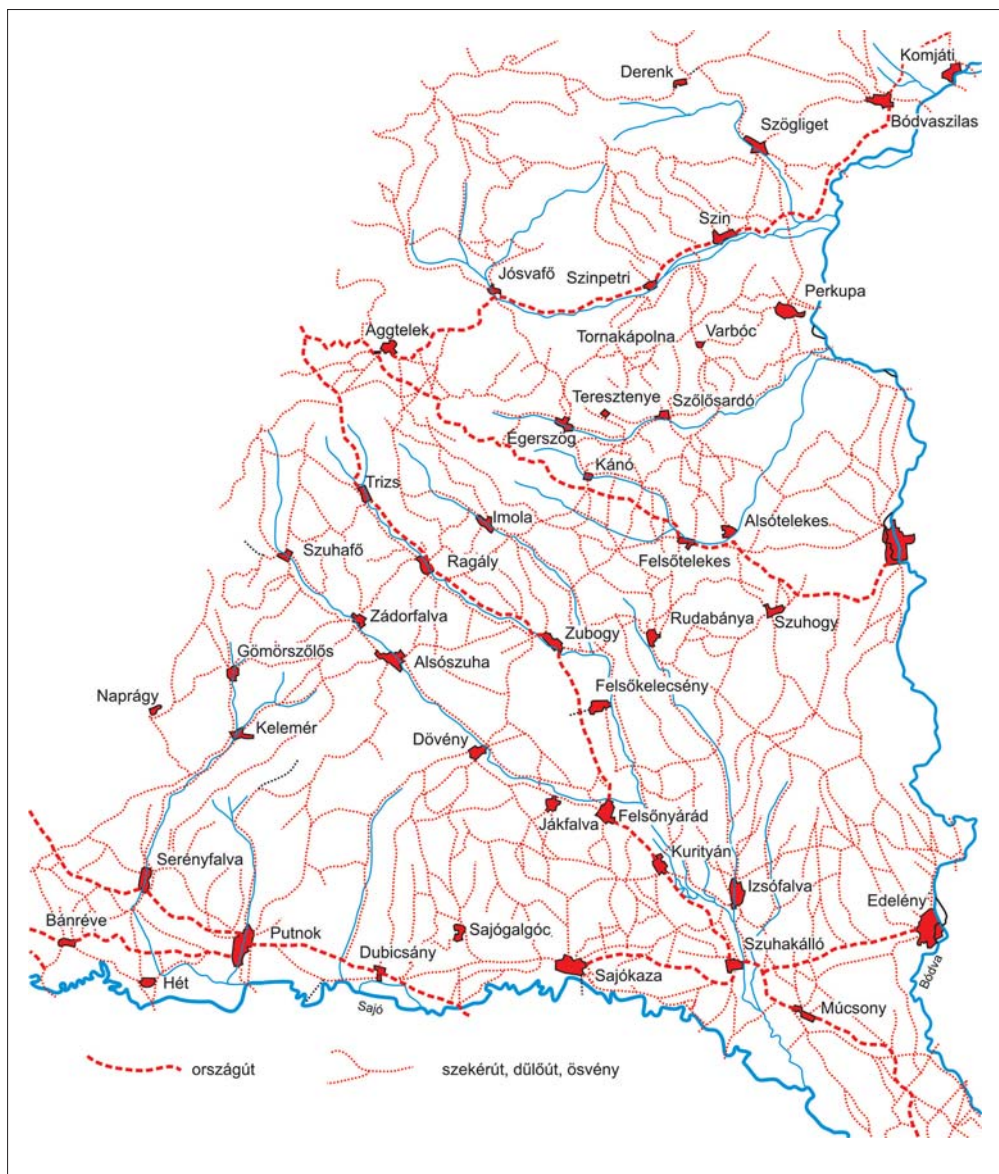 Komjáti
Derenk
Bódvaszilas
Szögliget
Szin
Jósvafő
Szinpetri
Perkupa
Aggtelek
Tornakápolna
Varbóc
Teresztenye
Szőlősardó
Égerszög
Kánó
Trizs
Imola
Alsótelekes
Felsőtelekes
Szuhafő
Ragály
Zádorfalva
Rudabánya
Szuhogy
Zubogy
Gömörszőlős
Alsószuha
Felsőkelecsény
Naprágy
Kelemér
Dövény
Jákfalva
Felsőnyárád
Kurityán
Serényfalva
Izsófalva
Edelény
Bánréve
Putnok
Sajógalgóc
Dubicsány
Szuhakálló
Sajókaza
Hét
Bódva
Sajó
Múcsony
országút
szekérút, dűlőút, ösvény